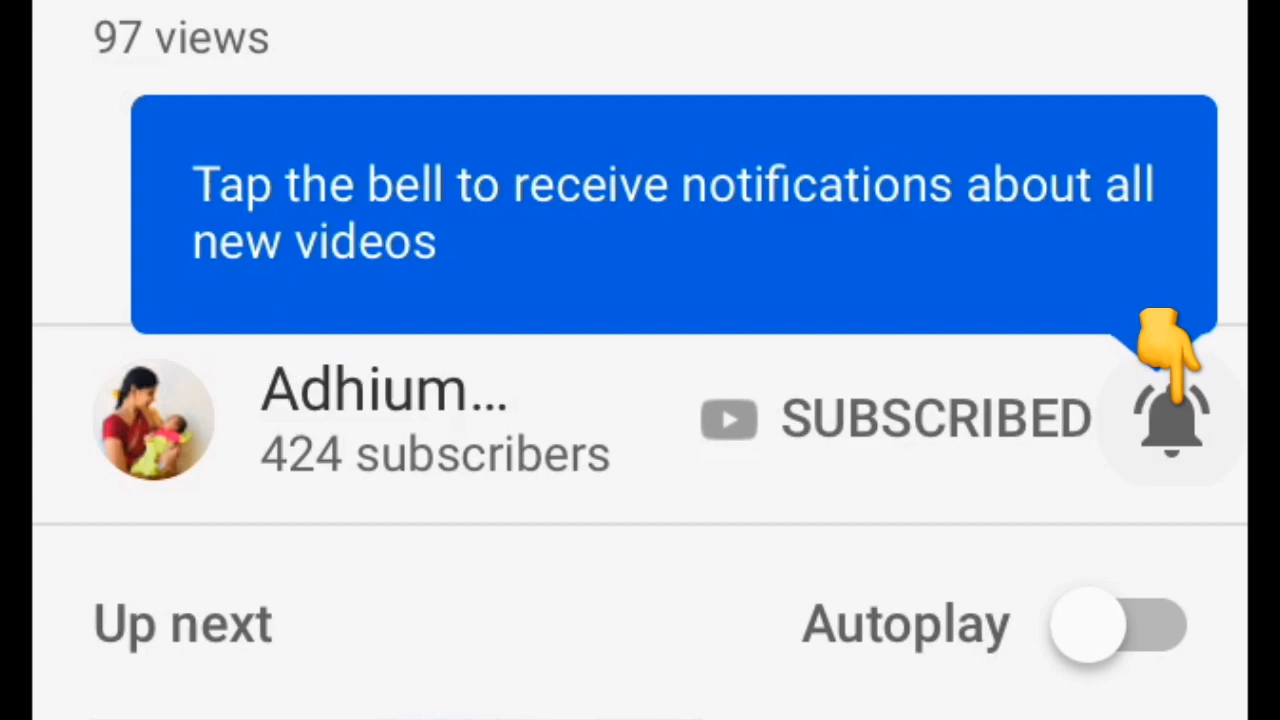 97 views
Tap the bell to receive notifications about all
new videos
Adhium...
424 subscribers
SUBSCRIBED
Up next
Autoplay